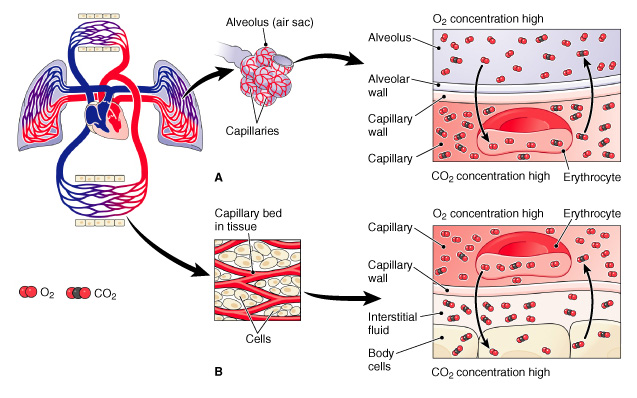 Alveolus (air sac)
Capillaries
A
O2 concentration high
Alveolus
Alveolar
wall
Capillary
wall
Capillary
CO2 concentration high
Erythrocyte
Capillary bed
in tissue
Cells
B
O2 concentration high
Erythrocyte
Capillary
Capillary
wall
Interstitial
fluid
Body
cells
CO2 concentration high
O2
CO2